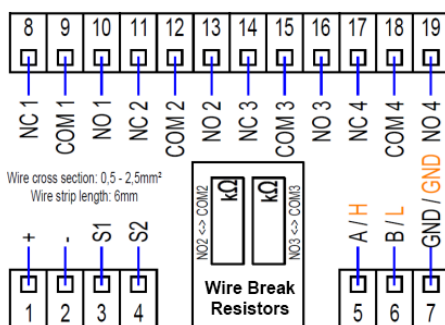 8 9 10 11 12 13 14 15 16 17 18 19
NC 1 COM 1 NO 1 NC 2 COM 2 NO 2 NC 3 COM 3 NO 3 NC 4 COM 4 NO 4
Wire cross section: 0,5 - 2,5mm²
Wire strip length: 6mm
NO2 <=> COM2
kΩ kΩ
NO3 <=> COM3
Wire Break
Resistors
+ - S1 S2
A / H B / L GND / GND
1 2 3 4
5 6 7